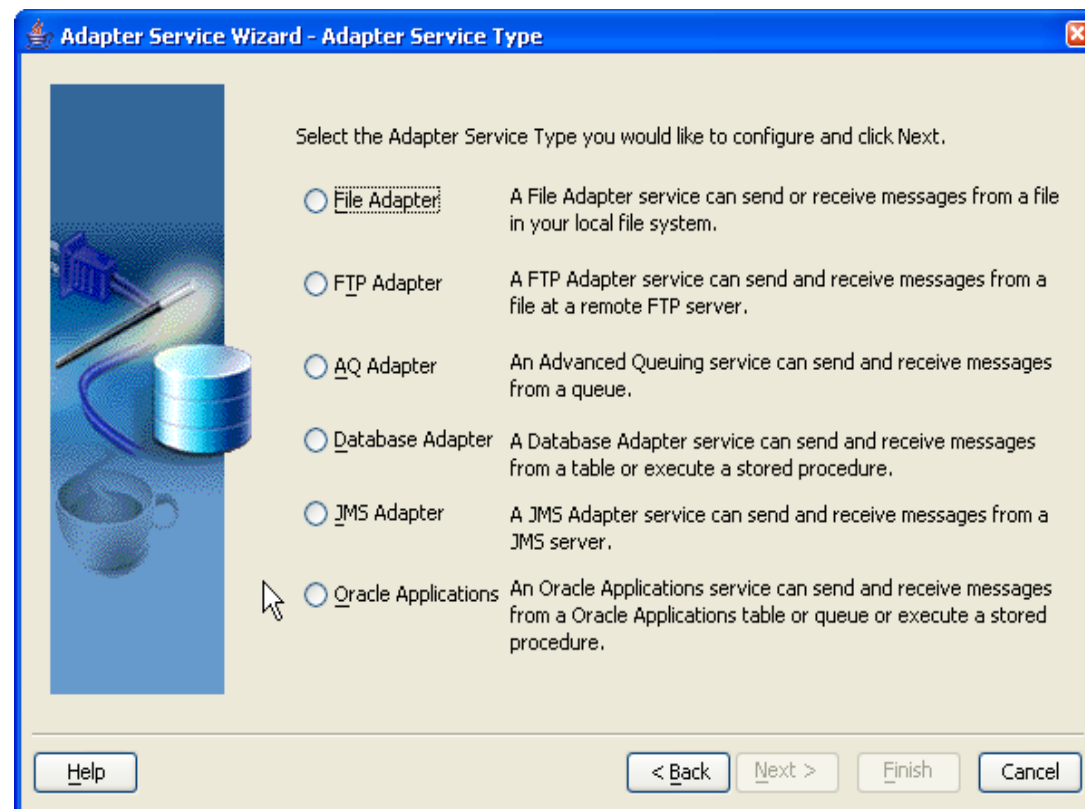 Adapter Service Wizard - Adapter Service Type
Select the Adapter Service Type you would like to configure and click Next.
File Adapter
A File Adapter service can send or receive messages from a file
in your local file system.
FTP Adapter
A FTP Adapter service can send and receive messages from a
file at a remote FTP server.
AQ Adapter
An Advanced Queuing service can send and receive messages
from a queue.
Database Adapter
A Database Adapter service can send and receive messages
from a table or execute a stored procedure.
JMS Adapter
A JMS Adapter service can send and receive messages from a
JMS server.
Oracle Applications
An Oracle Applications service can send and receive messages
from a Oracle Applications table or queue or execute a stored
procedure.
Help
< Back
Next >
Finish
Cancel